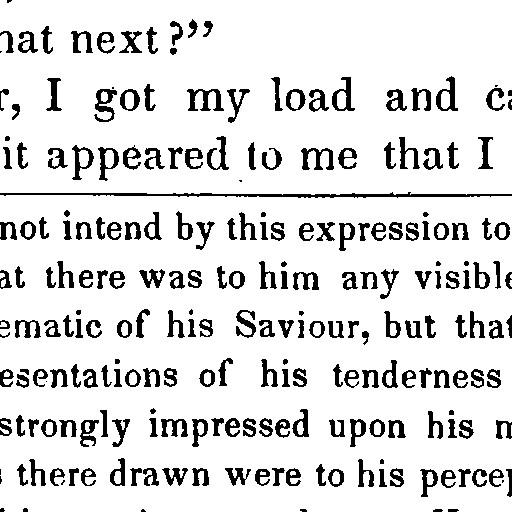 hat next?”
r, I got my load and ca
it appeared to me that I
not intend by this expression to
at there was to him any visible
ematic of his Saviour, but that
esentations of his tenderness
strongly impressed upon his m
s there drawn were to his percep